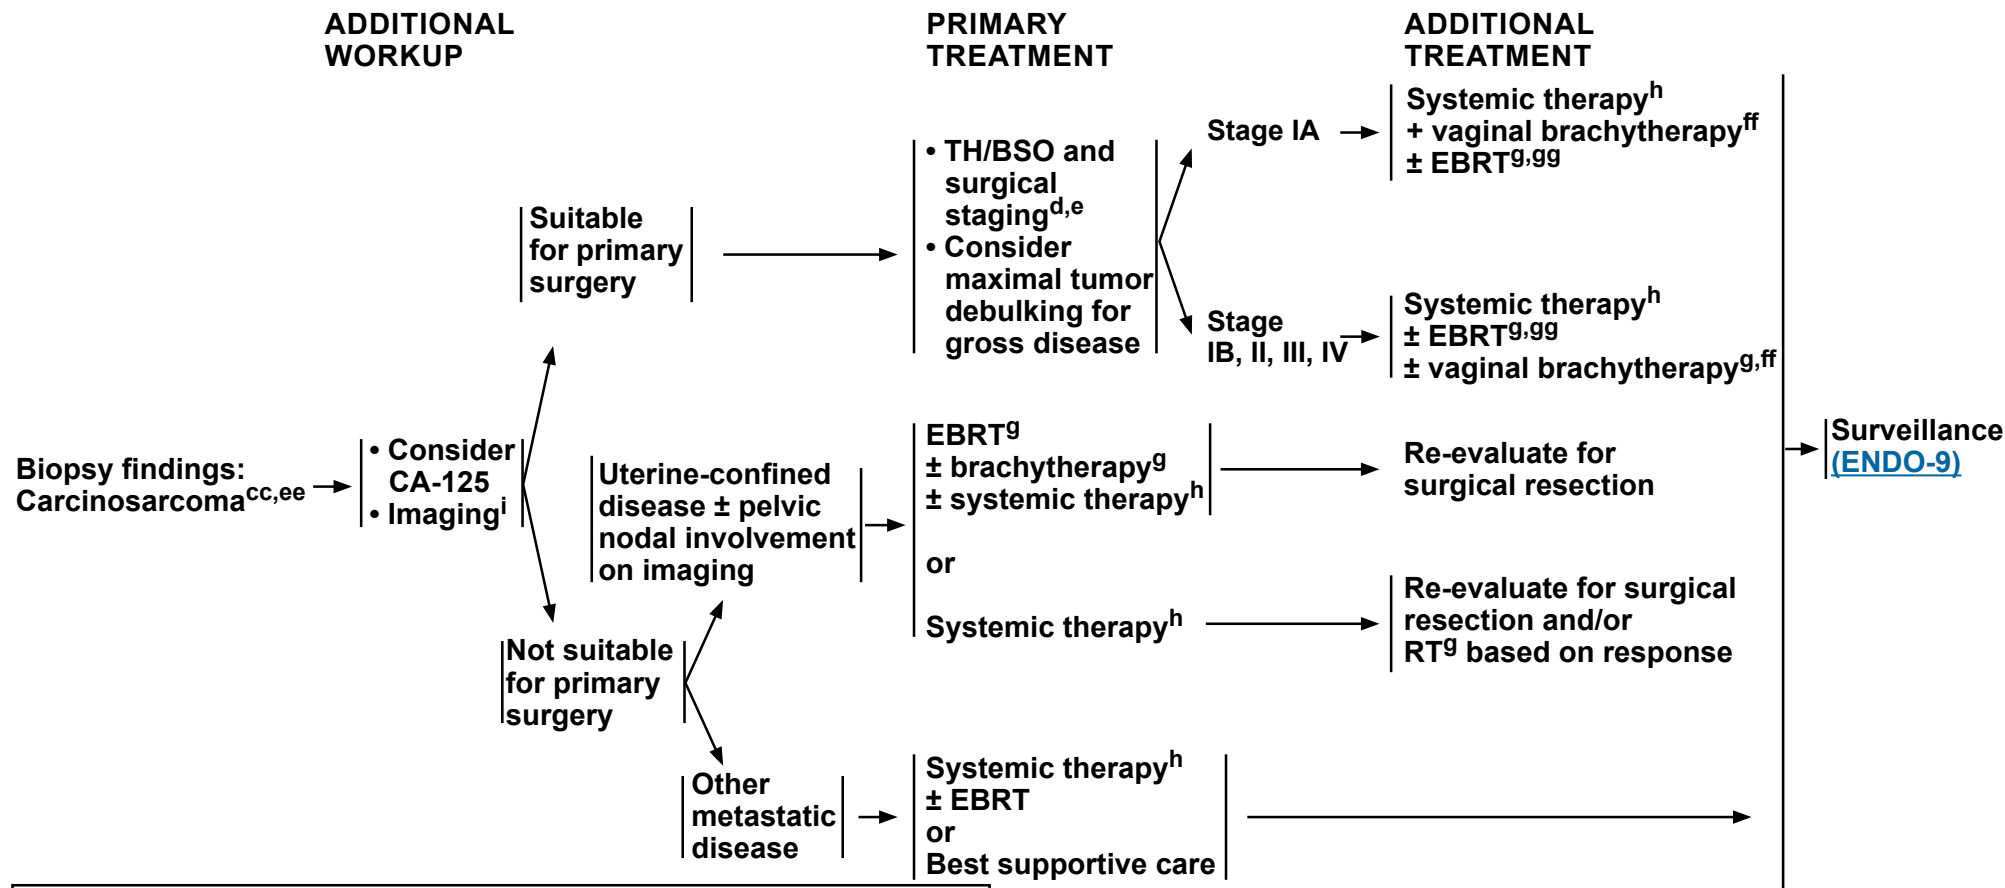 ADDITIONAL
WORKUP
PRIMARY
TREATMENT
ADDITIONAL
TREATMENT
Biopsy findings:
Carcinosarcomacc,ee
• Consider
CA-125
• Imagingi
Suitable
for primary
surgery
• TH/BSO and
surgical
stagingd,e
• Consider
maximal tumor
debulking for
gross disease
Stage IA
Systemic therapyh
+ vaginal brachytherapyff
± EBRTg,gg
Stage
IB, II, III, IV
Systemic therapyh
± EBRTg,gg
± vaginal brachytherapyg,ff
Not suitable
for primary
surgery
Uterine-confined
disease ± pelvic
nodal involvement
on imaging
EBRTg
± brachytherapyg
± systemic therapyh
Re-evaluate for
surgical resection
or
Systemic therapyh
Re-evaluate for surgical
resection and/or
RTg based on response
Other
metastatic
disease
Systemic therapyh
± EBRT
or
Best supportive care
Surveillance
(ENDO-9)